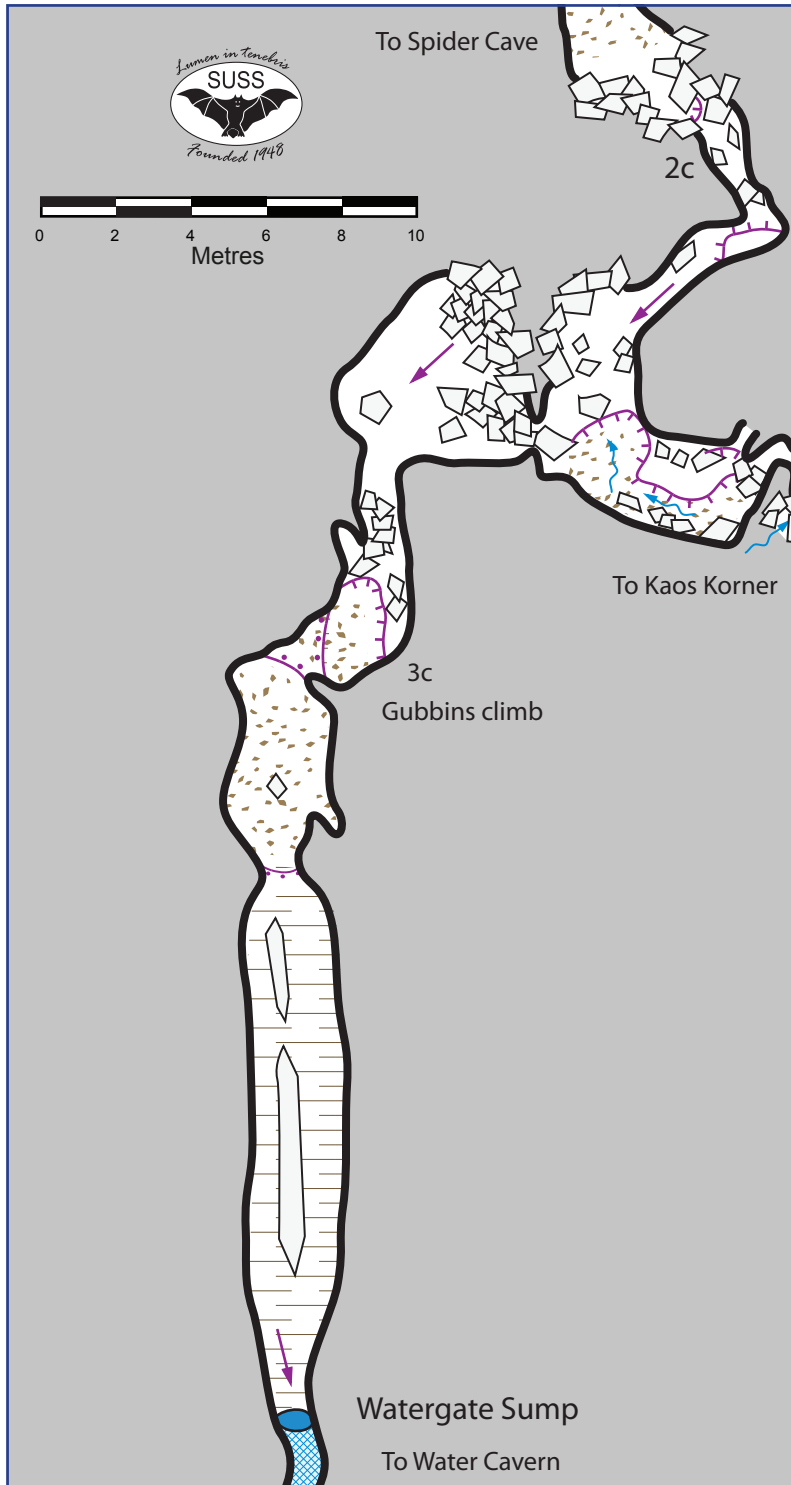 To Spider Cave
Lumen in tenebris
SUSS
Founded 1948
2c
0 2 4 6 8 10
Metres
To Kaos Korner
3c
Gubbins climb
Watergate Sump
To Water Cavern